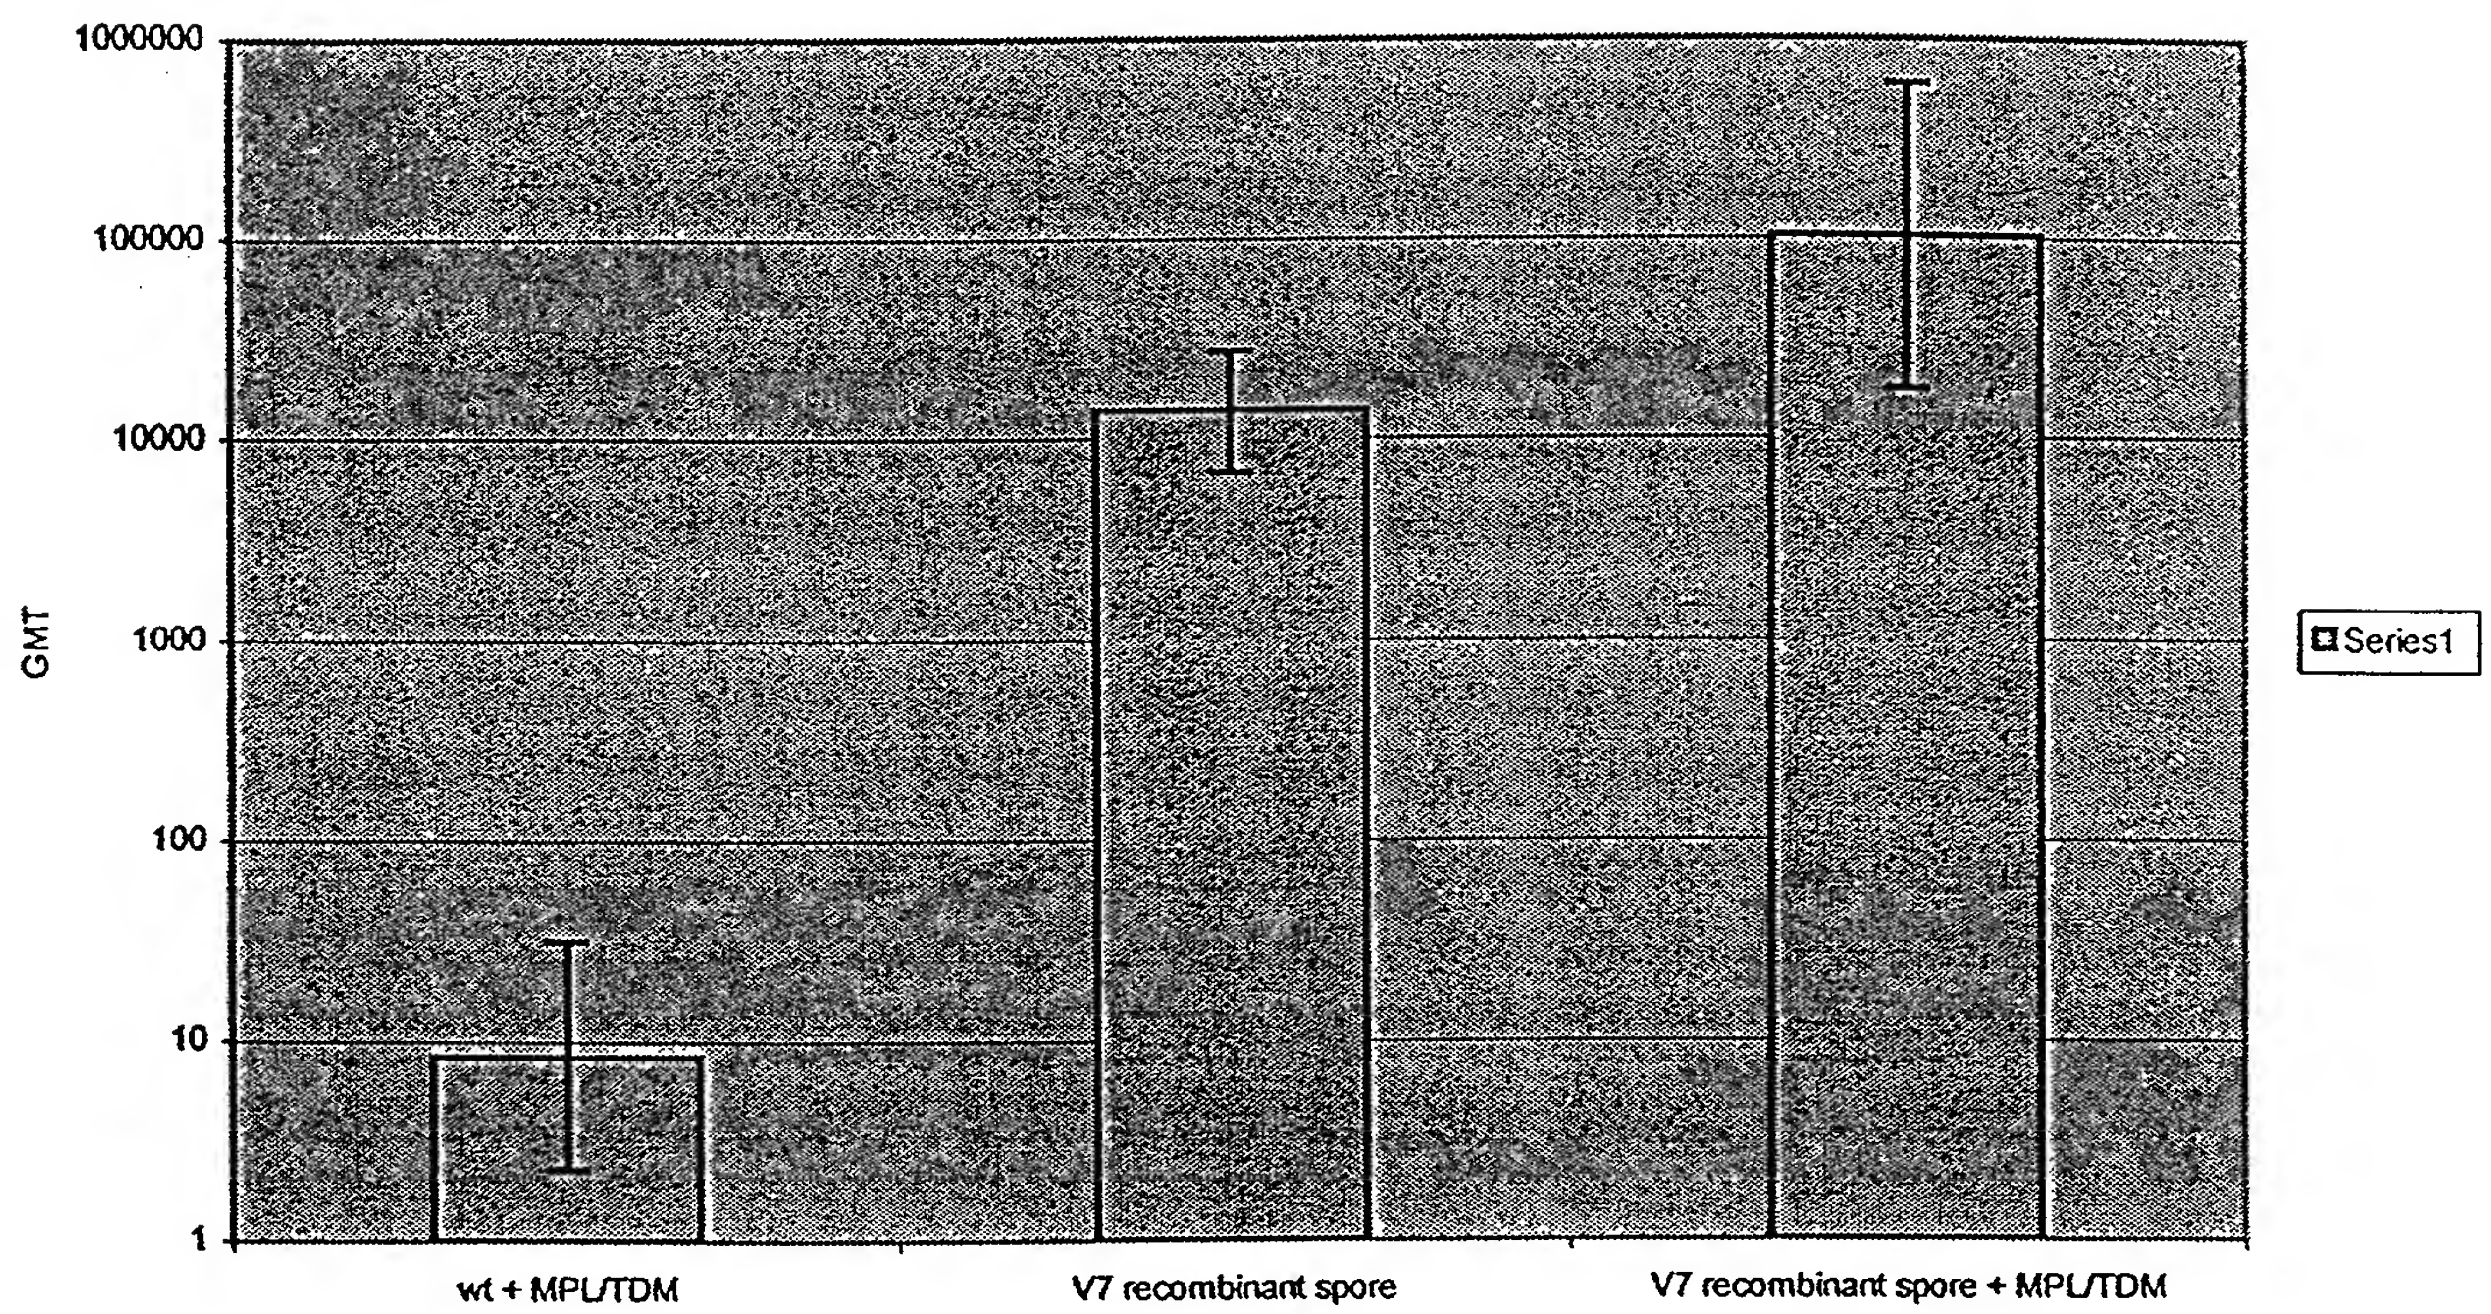 1000000
100000
10000
1000
100
10
1
GMT
wt + MPL/TDM
V7 recombinant spore
V7 recombinant spore + MPL/TDM
Series1